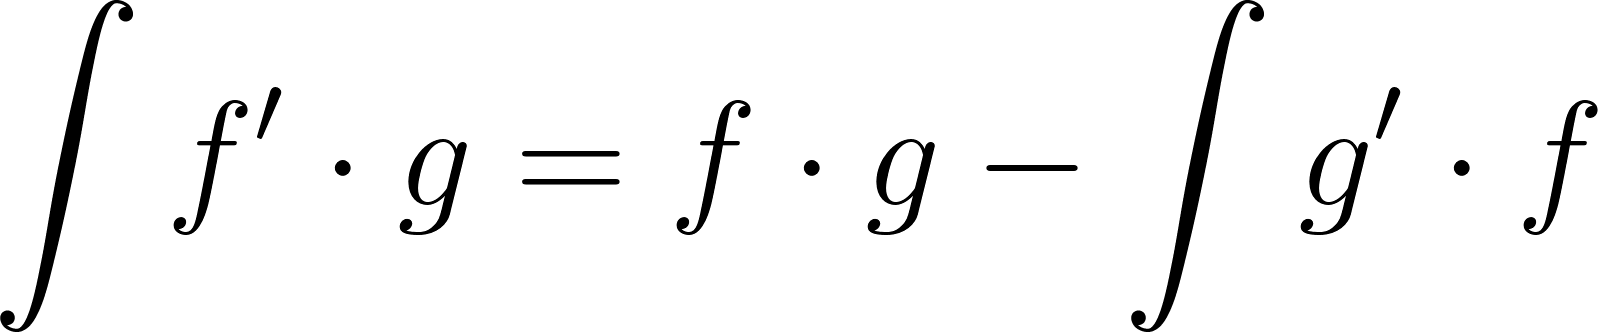 ∫ f′ · g = f · g − ∫ g′ · f